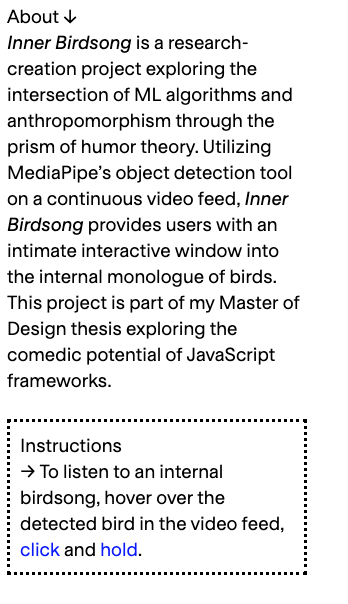 About ↓
Inner Birdsong is a research-
creation project exploring the
intersection of ML algorithms and
anthropomorphism through the
prism of humor theory. Utilizing
MediaPipe’s object detection tool
on a continuous video feed, Inner
Birdsong provides users with an
intimate interactive window into
the internal monologue of birds.
This project is part of my Master of
Design thesis exploring the
comedic potential of JavaScript
frameworks.
Instructions
→ To listen to an internal
birdsong, hover over the
detected bird in the video feed,
click and hold.